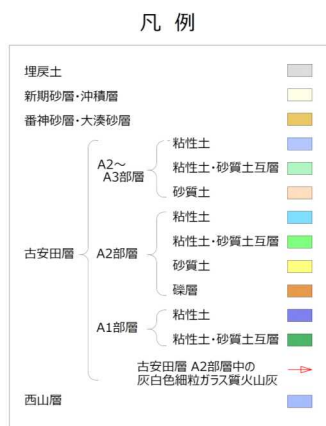 凡 例
埋戻土
新期砂層・沖積層
番神砂層・大湊砂層
古安田層
A2～
A3部層
粘性土
粘性土・砂質土互層
砂質土
A2部層
粘性土
粘性土・砂質土互層
砂質土
礫層
A1部層
粘性土
粘性土・砂質土互層
古安田層 A2部層中の
灰白色細粒ガラス質火山灰
西山層